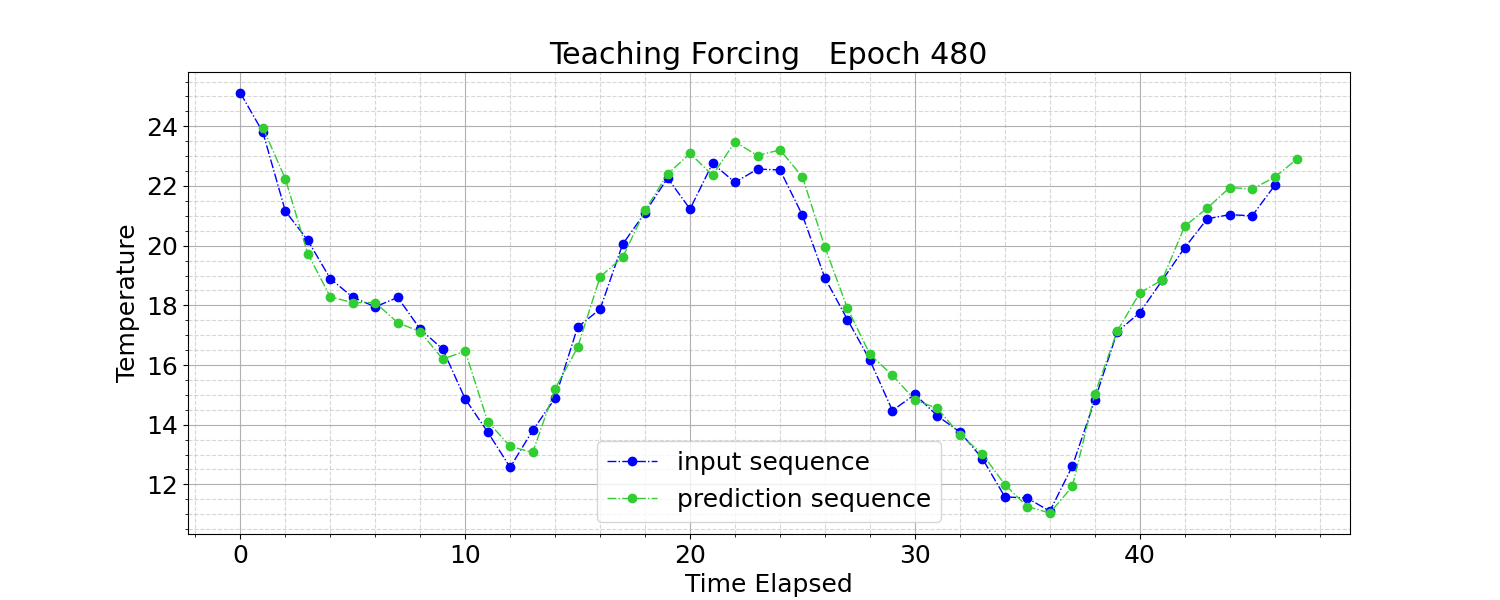 Teaching Forcing   Epoch 480
Temperature
24
22
20
18
16
14
12
input sequence
prediction sequence
0 10 20 30 40
Time Elapsed